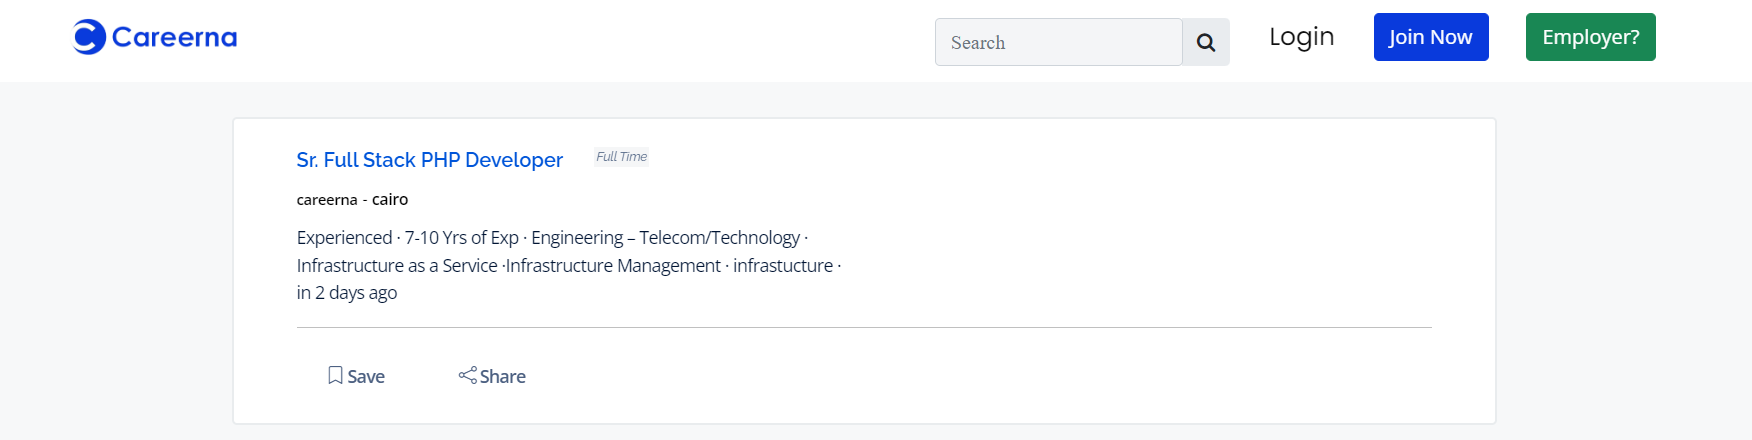 Careerna
Search
Login
Join Now
Employer?
Sr. Full Stack PHP Developer
Full Time
careerna - cairo
Experienced · 7-10 Yrs of Exp · Engineering – Telecom/Technology ·
Infrastructure as a Service ·Infrastructure Management · infrastucture ·
in 2 days ago
Save
Share